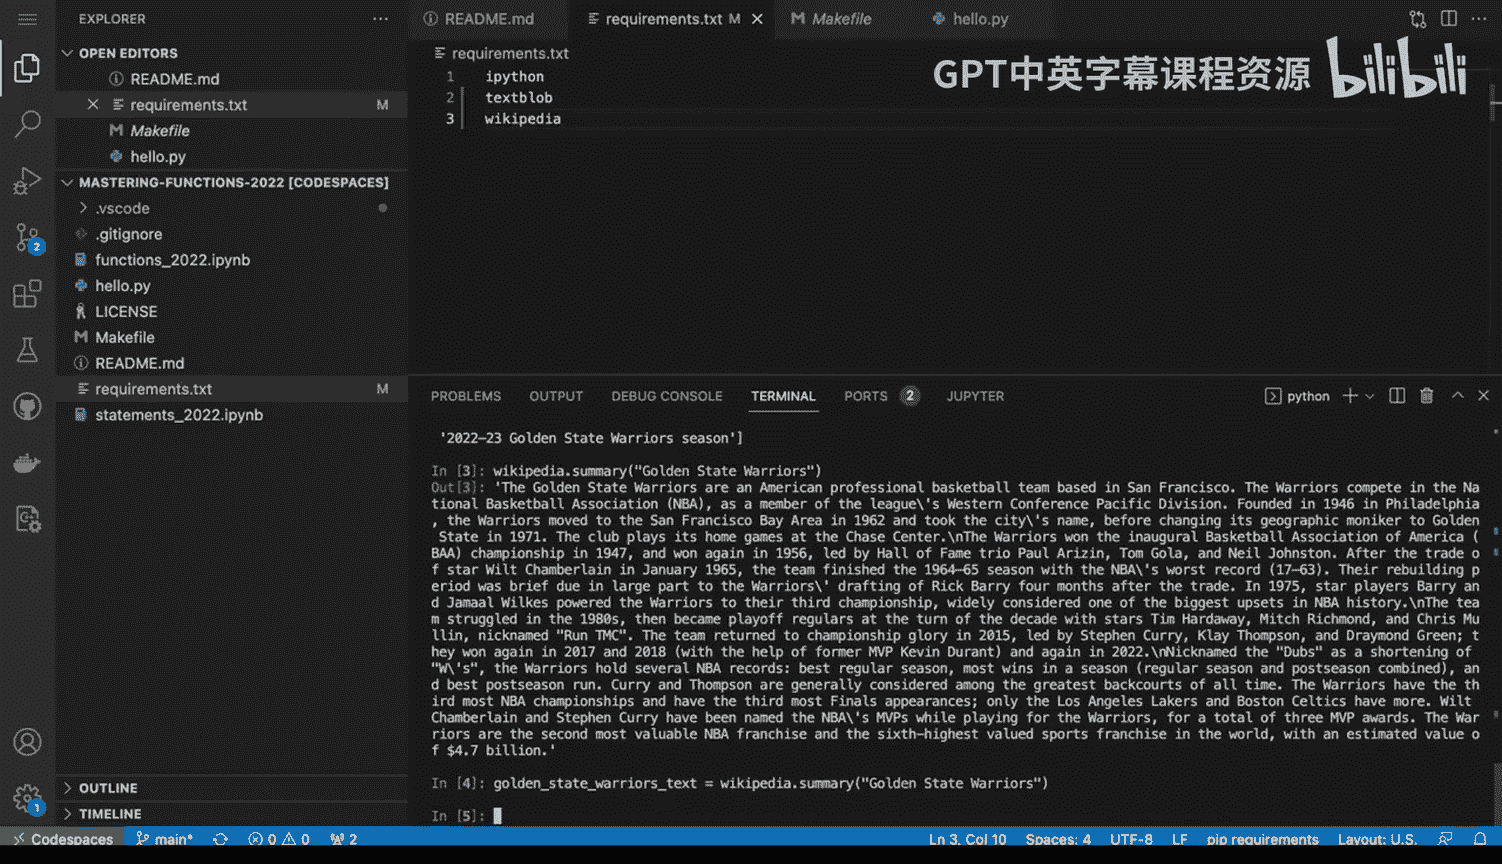 EXPLORER
README.md
requirements.txt M
Makefile
hello.py
OPEN EDITORS
README.md
requirements.txt M
Makefile
hello.py
MASTERING-FUNCTIONS-2022 [CODESPACES]
.vscode
.gitignore
functions_2022.ipynb
hello.py
LICENSE
Makefile
README.md
requirements.txt M
statements_2022.ipynb
OUTLINE
TIMELINE
requirements.txt
1 ipython
2 textblob
3 wikipedia
GPT中英字幕课程资源 bilibili
PROBLEMS OUTPUT DEBUG CONSOLE TERMINAL PORTS 2 JUPYTER
python
'2022–23 Golden State Warriors season']
In [3]: wikipedia.summary("Golden State Warriors")
Out[3]: 'The Golden State Warriors are an American professional basketball team based in San Francisco. The Warriors compete in the Na
tional Basketball Association (NBA), as a member of the league\'s Western Conference Pacific Division. Founded in 1946 in Philadelphia
, the Warriors moved to the San Francisco Bay Area in 1962 and took the city\'s name, before changing its geographic moniker to Golden
State in 1971. The club plays its home games at the Chase Center.\nThe Warriors won the inaugural Basketball Association of America (
BAA) championship in 1947, and won again in 1956, led by Hall of Fame trio Paul Arizin, Tom Gola, and Neil Johnston. After the trade o
f star Wilt Chamberlain in January 1965, the team finished the 1964–65 season with the NBA\'s worst record (17–63). Their rebuilding p
eriod was brief due in large part to the Warriors\' drafting of Rick Barry four months after the trade. In 1975, star players Barry an
d Jamaal Wilkes powered the Warriors to their third championship, widely considered one of the biggest upsets in NBA history.\nThe tea
m struggled in the 1980s, then became playoff regulars at the turn of the decade with stars Tim Hardaway, Mitch Richmond, and Chris Mu
llin, nicknamed "Run TMC". The team returned to championship glory in 2015, led by Stephen Curry, Klay Thompson, and Draymond Green; t
hey won again in 2017 and 2018 (with the help of former MVP Kevin Durant) and again in 2022.\nNicknamed the "Dubs" as a shortening of
"W\'s", the Warriors hold several NBA records: best regular season, most wins in a season (regular season and postseason combined), an
d best postseason run. Curry and Thompson are generally considered among the greatest backcourts of all time. The Warriors have the th
ird most NBA championships and have the third most Finals appearances; only the Los Angeles Lakers and Boston Celtics have more. Wilt
Chamberlain and Stephen Curry have been named the NBA\'s MVPs while playing for the Warriors, for a total of three MVP awards. The War
riors are the second most valuable NBA franchise and the sixth-highest valued sports franchise in the world, with an estimated value o
f $4.7 billion.'
In [4]: golden_state_warriors_text = wikipedia.summary("Golden State Warriors")
In [5]:
2
1
Codespaces main* 0 0 2 Ln 3, Col 10 Spaces: 4 UTF-8 LF pip requirements Layout: U.S.